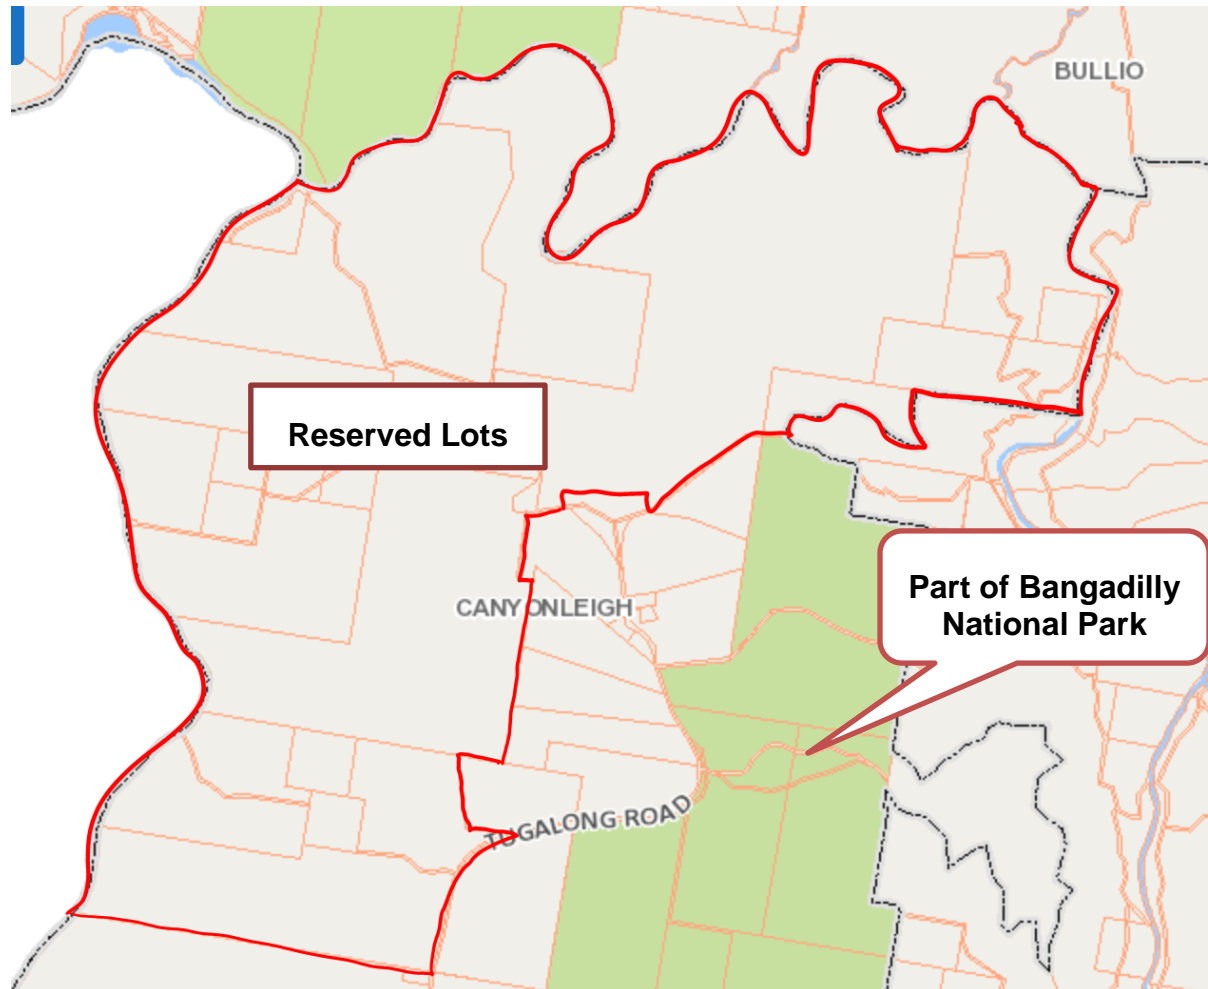 BULLIO
Reserved Lots
Part of Bangadilly
National Park
CANYONLEIGH
TUGALONG ROAD